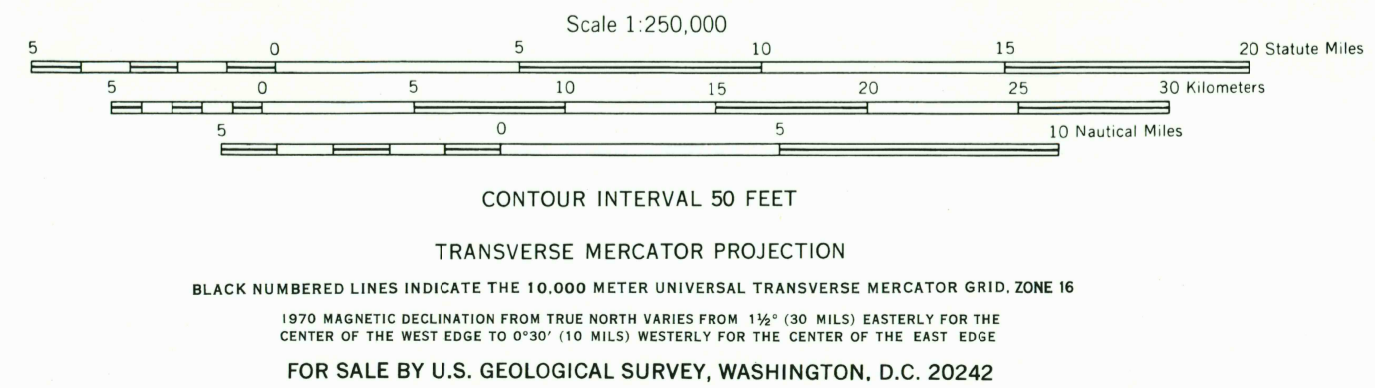 Scale 1:250,000
5 0 5 10 15 20 Statute Miles
5 0 5 10 15 20 25 30 Kilometers
5 0 5 10 Nautical Miles
CONTOUR INTERVAL 50 FEET
TRANSVERSE MERCATOR PROJECTION
BLACK NUMBERED LINES INDICATE THE 10,000 METER UNIVERSAL TRANSVERSE MERCATOR GRID, ZONE 16
1970 MAGNETIC DECLINATION FROM TRUE NORTH VARIES FROM 1½° (30 MILS) EASTERLY FOR THE
CENTER OF THE WEST EDGE TO 0°30′ (10 MILS) WESTERLY FOR THE CENTER OF THE EAST EDGE
FOR SALE BY U.S. GEOLOGICAL SURVEY, WASHINGTON, D.C. 20242